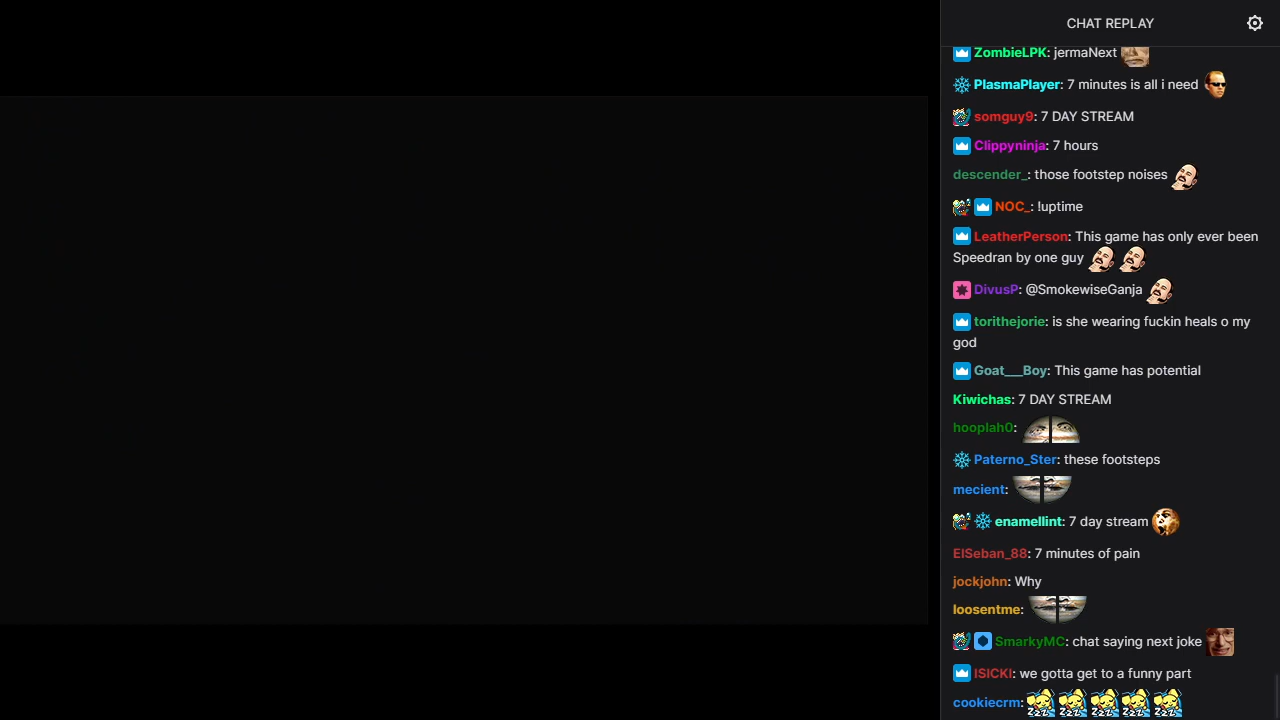 CHAT REPLAY
ZombieLPK: jermaNext
PlasmaPlayer: 7 minutes is all i need
somguy9: 7 DAY STREAM
Clippyninja: 7 hours
descender_: those footstep noises
NOC_: !uptime
LeatherPerson: This game has only ever been
Speedran by one guy
DivusP: @SmokewiseGanja
torithejorie: is she wearing fuckin heals o my
god
Goat___Boy: This game has potential
Kiwichas: 7 DAY STREAM
hooplah0:
Paterno_Ster: these footsteps
mecient:
enamellint: 7 day stream
ElSeban_88: 7 minutes of pain
jockjohn: Why
loosentme:
SmarkyMC: chat saying next joke
ISICKI: we gotta get to a funny part
cookiecrm: